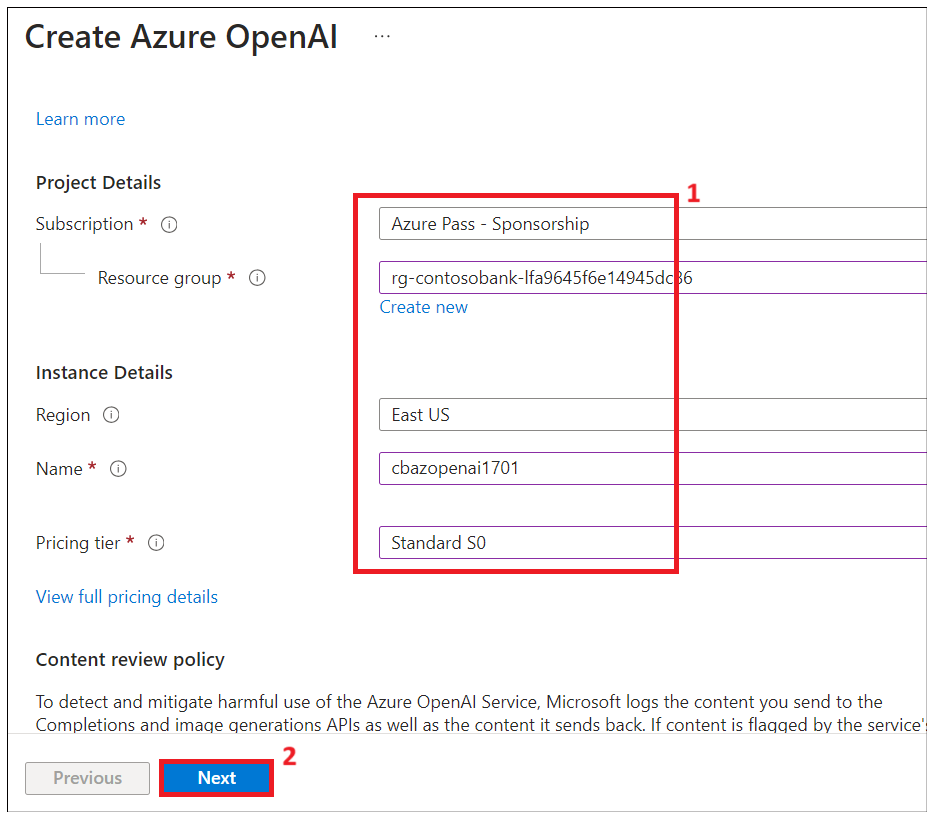 Create Azure OpenAI ...
Learn more
Project Details
1
Subscription *
Azure Pass - Sponsorship
Resource group *
rg-contosobank-lfa9645f6e14945dc86
Create new
Instance Details
Region
East US
Name *
cbazopenai1701
Pricing tier *
Standard S0
View full pricing details
Content review policy
To detect and mitigate harmful use of the Azure OpenAI Service, Microsoft logs the content you send to the
Completions and image generations APIs as well as the content it sends back. If content is flagged by the service's
Previous
Next
2